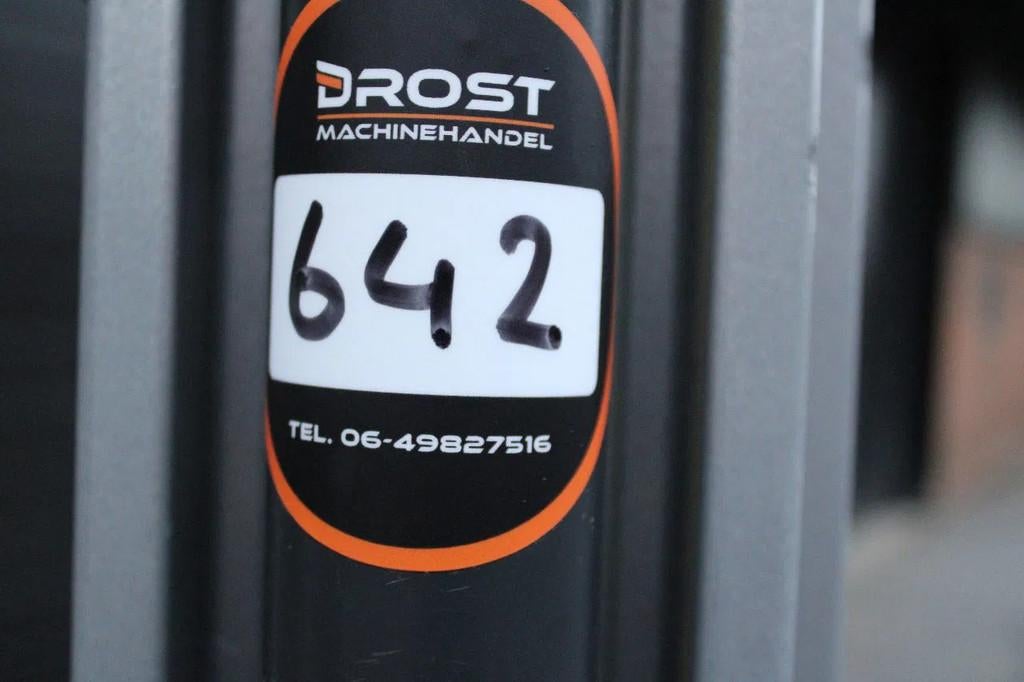 DROST
MACHINEHANDEL
642
TEL. 06-49827516